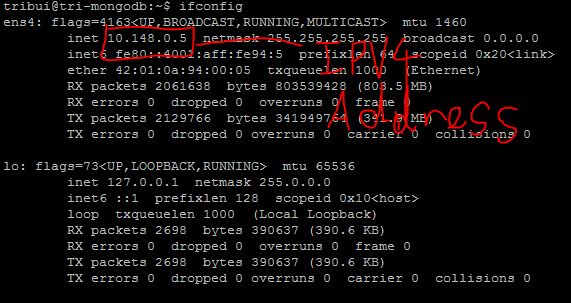 tribui@tri-mongodb:~$ ifconfig
ens4: flags=4163<UP,BROADCAST,RUNNING,MULTICAST>  mtu 1460
inet 10.148.0.5  netmask 255.255.255.255  broadcast 0.0.0.0
inet6 fe80::4001:aff:fe94:5  prefixlen 64  scopeid 0x20<link>
IPV4
ether 42:01:0a:94:00:05  txqueuelen 1000  (Ethernet)
RX packets 2061638  bytes 803539428 (803.5 MB)
Address
RX errors 0  dropped 0  overruns 0  frame 0
TX packets 2129766  bytes 341949764 (341.9 MB)
TX errors 0  dropped 0 overruns 0  carrier 0  collisions 0
lo: flags=73<UP,LOOPBACK,RUNNING>  mtu 65536
inet 127.0.0.1  netmask 255.0.0.0
inet6 ::1  prefixlen 128  scopeid 0x10<host>
loop  txqueuelen 1000  (Local Loopback)
RX packets 2698  bytes 390637 (390.6 KB)
RX errors 0  dropped 0  overruns 0  frame 0
TX packets 2698  bytes 390637 (390.6 KB)
TX errors 0  dropped 0 overruns 0  carrier 0  collisions 0